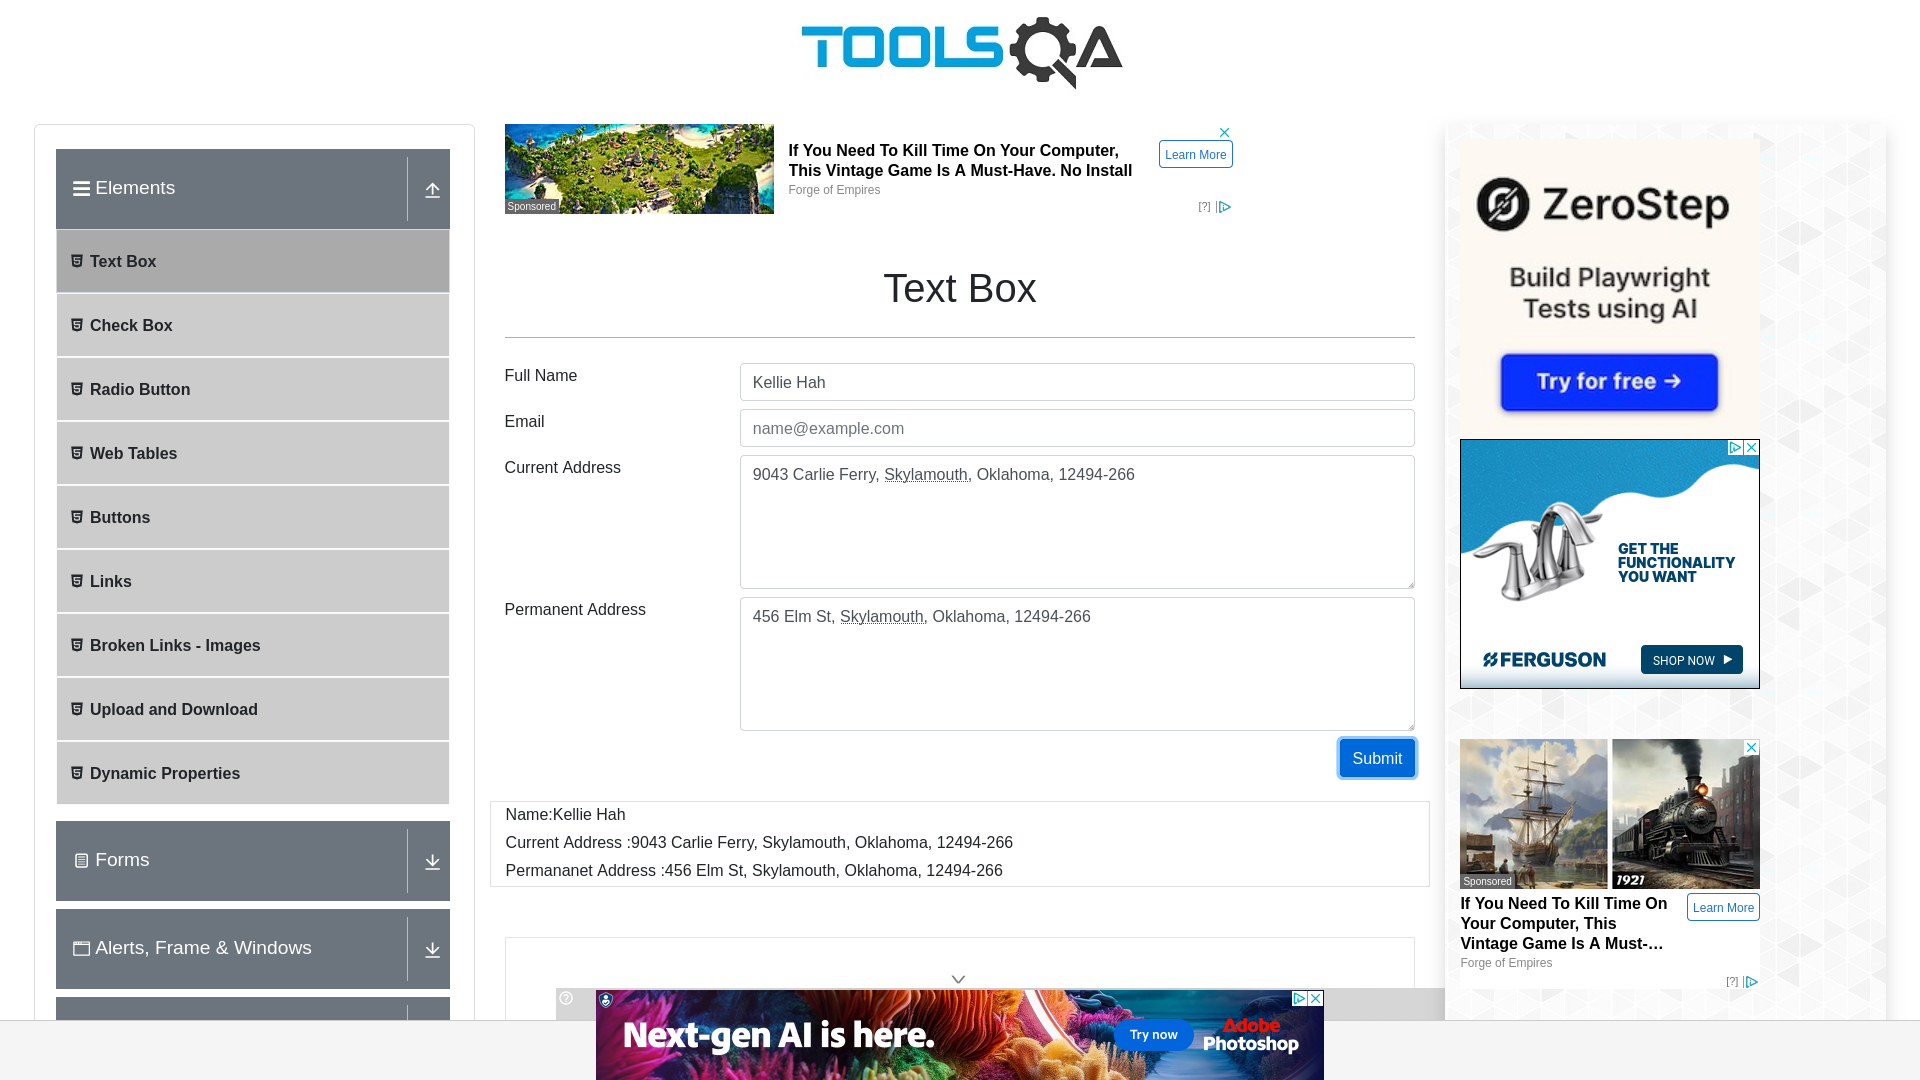 TOOLSQA
Elements
Text Box
Check Box
Radio Button
Web Tables
Buttons
Links
Broken Links - Images
Upload and Download
Dynamic Properties
Forms
Alerts, Frame & Windows
Sponsored
If You Need To Kill Time On Your Computer,
This Vintage Game Is A Must-Have. No Install
Forge of Empires
Learn More
[?]
Text Box
Full Name
Kellie Hah
Email
name@example.com
Current Address
9043 Carlie Ferry, Skylamouth, Oklahoma, 12494-266
Permanent Address
456 Elm St, Skylamouth, Oklahoma, 12494-266
Submit
Name:Kellie Hah
Current Address :9043 Carlie Ferry, Skylamouth, Oklahoma, 12494-266
Permananet Address :456 Elm St, Skylamouth, Oklahoma, 12494-266
ZeroStep
Build Playwright
Tests using AI
Try for free →
GET THE
FUNCTIONALITY
YOU WANT
FERGUSON
SHOP NOW
Sponsored
1921
If You Need To Kill Time On
Your Computer, This
Vintage Game Is A Must-...
Learn More
Forge of Empires
[?]
Next-gen AI is here.
Try now
Adobe
Photoshop